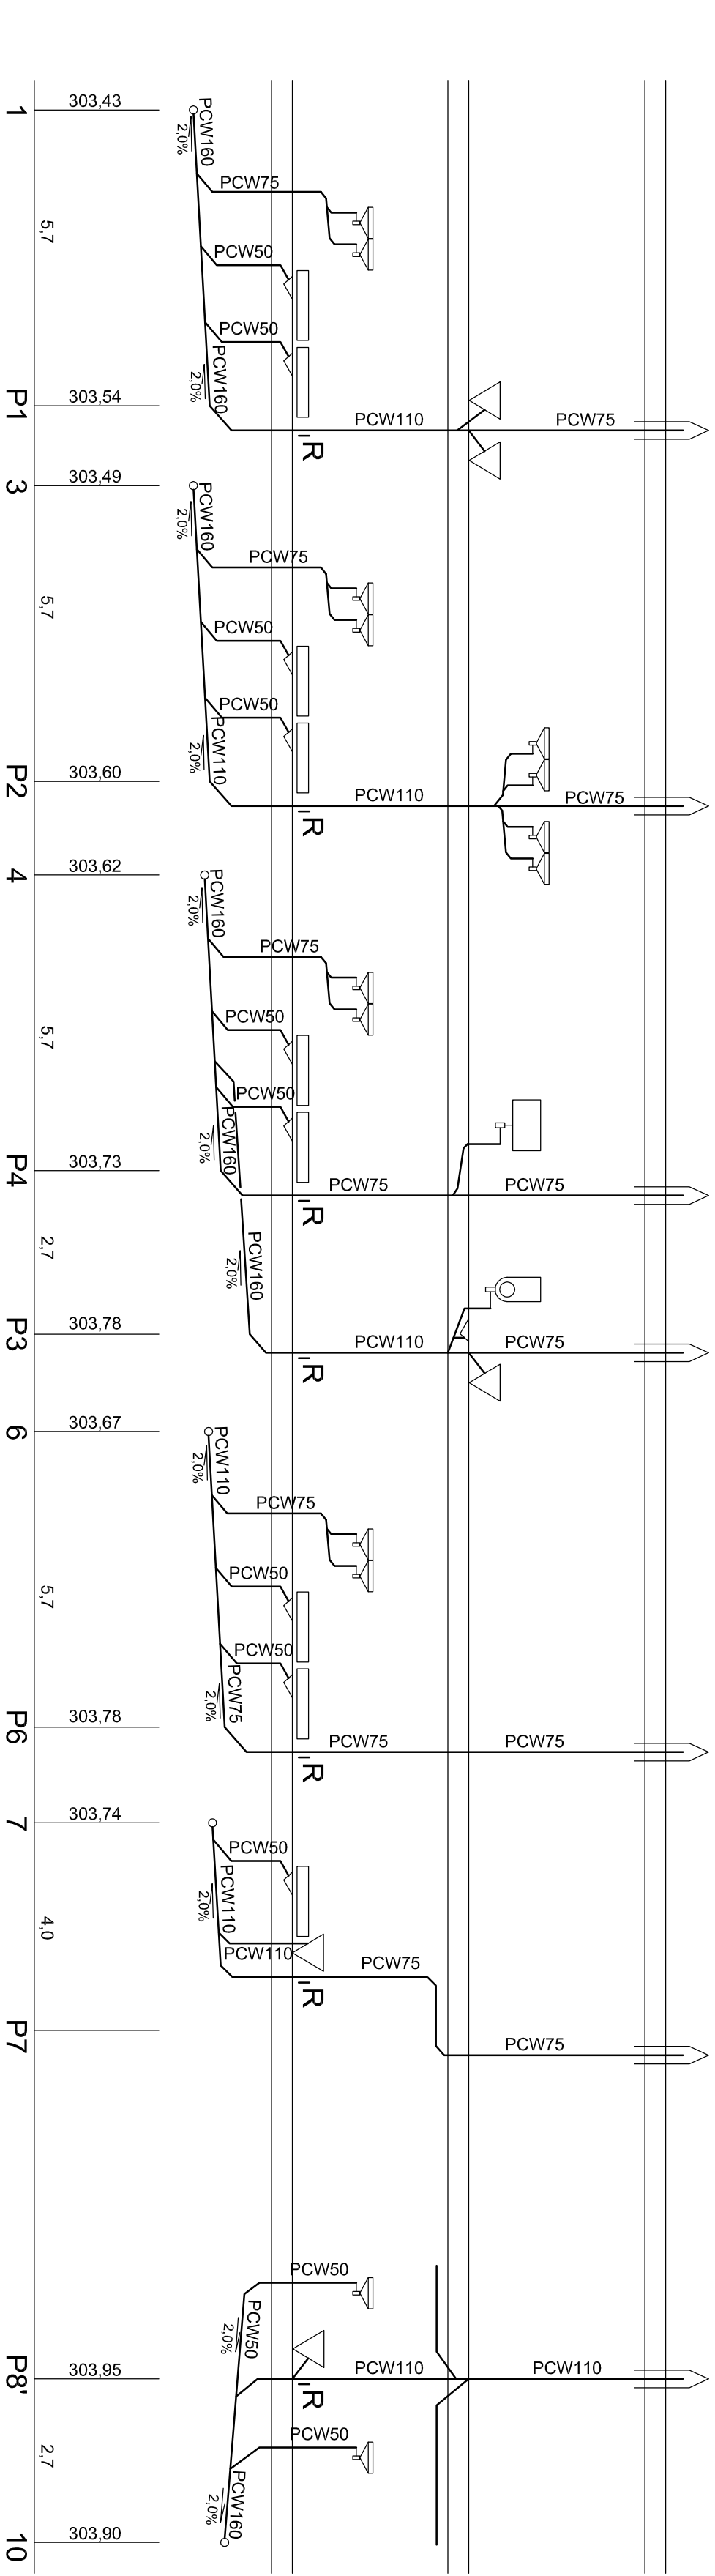 1
303,43
PCW160
2,0%
5,7
PCW75
PCW50
PCW50
PCW160
2,0%
P1
303,54
R
PCW110
PCW75
3
303,49
PCW160
2,0%
5,7
PCW75
PCW50
PCW50
PCW110
2,0%
P2
303,60
R
PCW110
PCW75
4
303,62
PCW160
2,0%
5,7
PCW75
PCW50
PCW50
PCW160
2,0%
P4
303,73
R
PCW75
PCW75
2,7
PCW160
2,0%
P3
303,78
R
PCW110
PCW75
6
303,67
PCW110
2,0%
5,7
PCW75
PCW50
PCW50
PCW75
2,0%
P6
303,78
R
PCW75
PCW75
7
303,74
PCW50
PCW110
2,0%
4,0
PCW110
R
PCW75
P7
PCW75
PCW50
PCW50
2,0%
P8'
303,95
R
PCW110
PCW110
PCW50
2,7
PCW160
2,0%
10
303,90